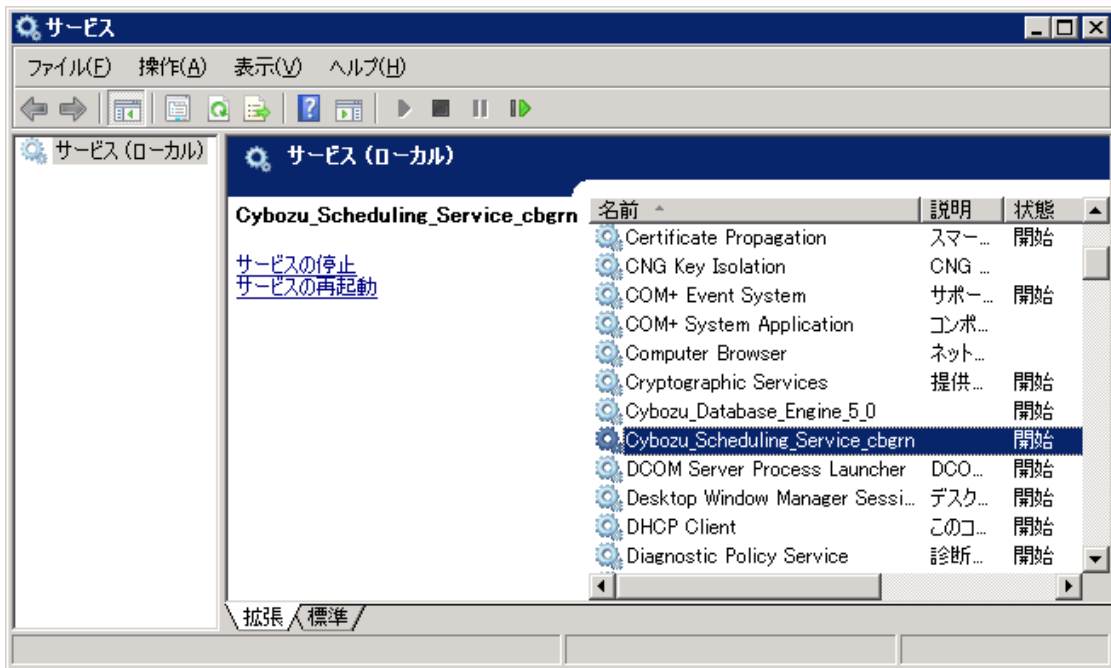 サービス
ファイル(F) 操作(A) 表示(V) ヘルプ(H)
サービス (ローカル)
サービス (ローカル)
Cybozu_Scheduling_Service_cbgrn
サービスの停止
サービスの再起動
名前 説明 状態
Certificate Propagation スマー... 開始
CNG Key Isolation CNG ...
COM+ Event System サポー... 開始
COM+ System Application コンポ...
Computer Browser ネット...
Cryptographic Services 提供... 開始
Cybozu_Database_Engine_5_0 開始
Cybozu_Scheduling_Service_cbgrn 開始
DCOM Server Process Launcher DCO... 開始
Desktop Window Manager Sessi... デスク... 開始
DHCP Client このコ... 開始
Diagnostic Policy Service 診断... 開始
拡張 標準